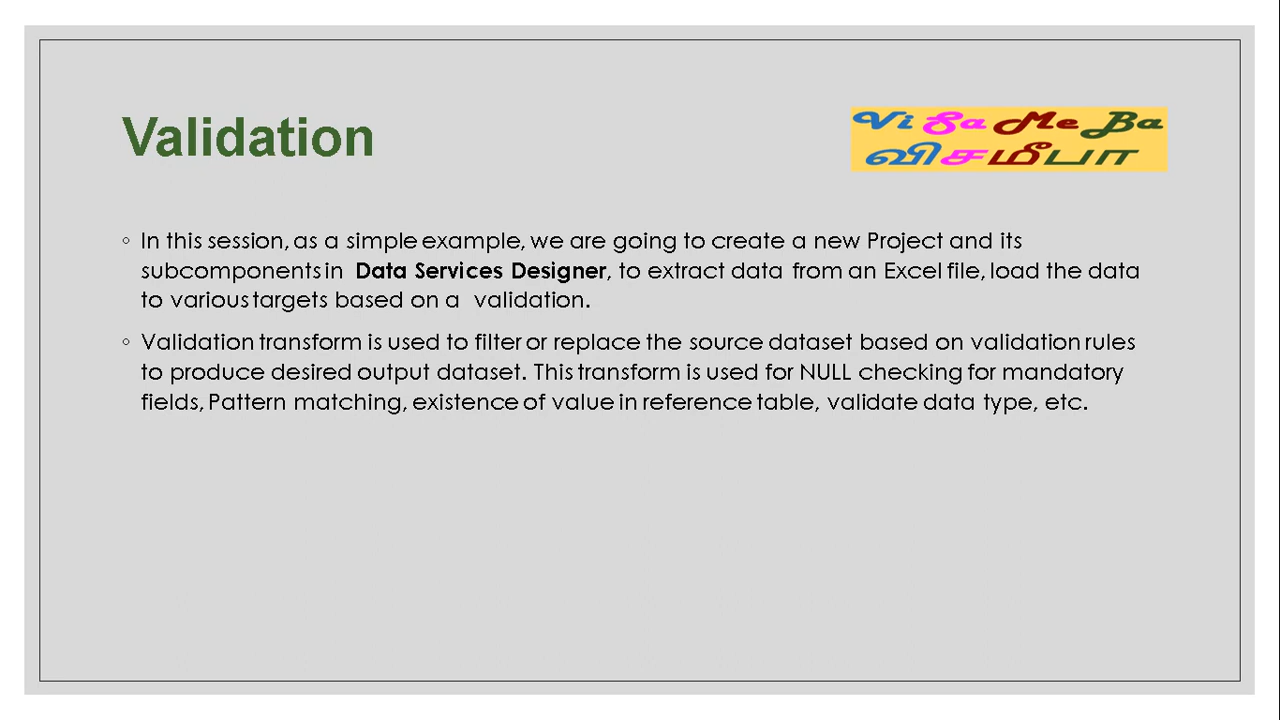 Validation
Vi Sa Me Ba
விசமீபா
◦ In this session, as a simple example, we are going to create a new Project and its
subcomponents in Data Services Designer, to extract data from an Excel file, load the data
to various targets based on a validation.
◦ Validation transform is used to filter or replace the source dataset based on validation rules
to produce desired output dataset. This transform is used for NULL checking for mandatory
fields, Pattern matching, existence of value in reference table, validate data type, etc.